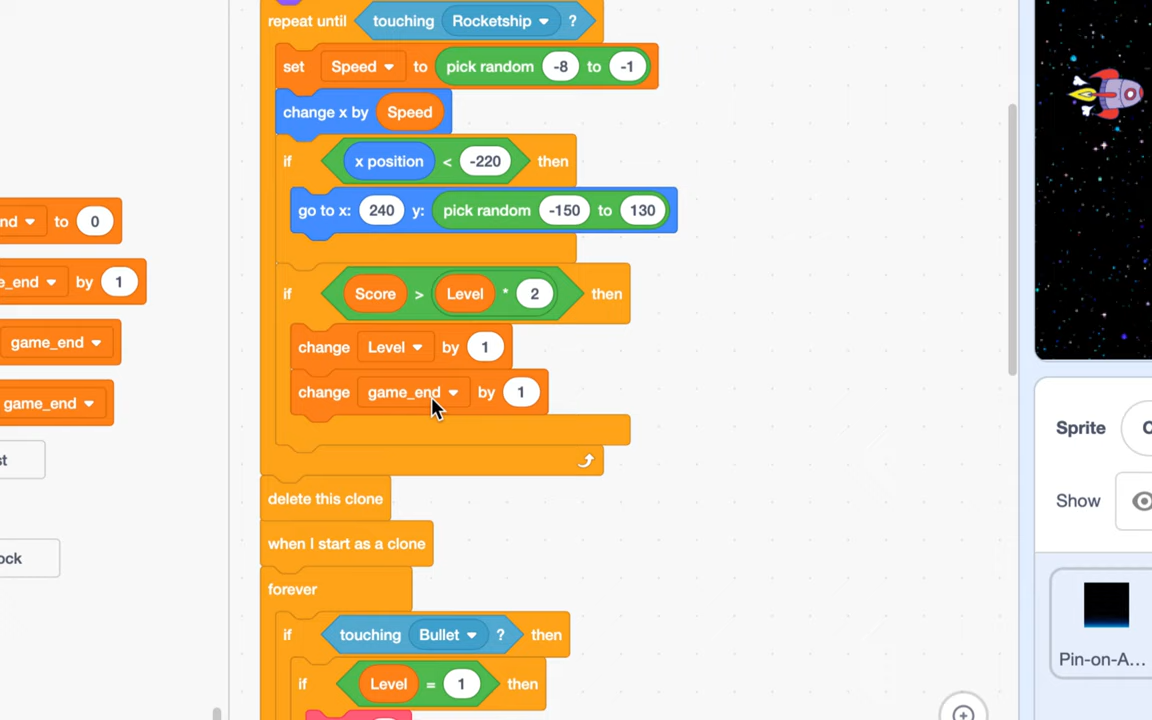 repeat until touching Rocketship ?
set Speed to pick random -8 to -1
change x by Speed
if x position < -220 then
go to x: 240 y: pick random -150 to 130
if Score > Level * 2 then
change Level by 1
change game_end by 1
delete this clone
when I start as a clone
forever
if touching Bullet ? then
if Level = 1 then
nd to 0
e_end by 1
game_end
game_end
st
ock
Sprite C
Show
Pin-on-A...